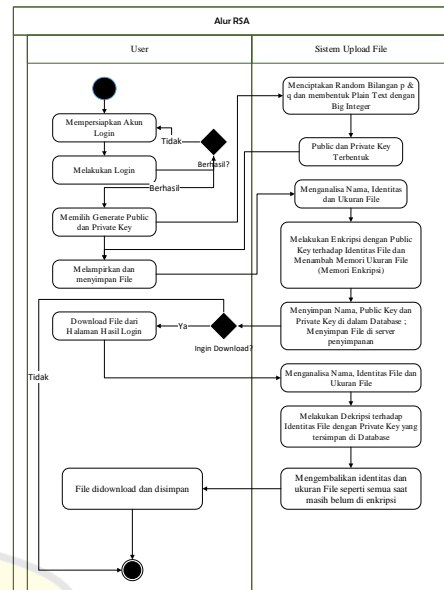 Alur RSA
User
Sistem Upload File
Menciptakan Random Bilangan p &
q dan membentuk Plain Text dengan
Big Integer
Mempersiapkan Akun
Login
Tidak
Berhasil?
Public dan Private Key
Terbentuk
Melakukan Login
Berhasil
Menganalisa Nama, Identitas
dan Ukuran File
Memilih Generate Public
dan Private Key
Melakukan Enkripsi dengan Public
Key terhadap Identitas File dan
Menambah Memori Ukuran File
(Memori Enkripsi)
Melampirkan dan
menyimpan File
Menyimpan Nama, Public Key dan
Private Key di dalam Database ;
Menyimpan File di server
penyimpanan
Download File dari
Halaman Hasil Login
Ya
Ingin Download?
Tidak
Menganalisa Nama, Identitas File dan
Ukuran File
Melakukan Dekripsi terhadap
Identitas File dengan Private Key yang
tersimpan di Database
Mengembalikan identitas dan
ukuran File seperti semua saat
masih belum di enkripsi
File didownload dan disimpan